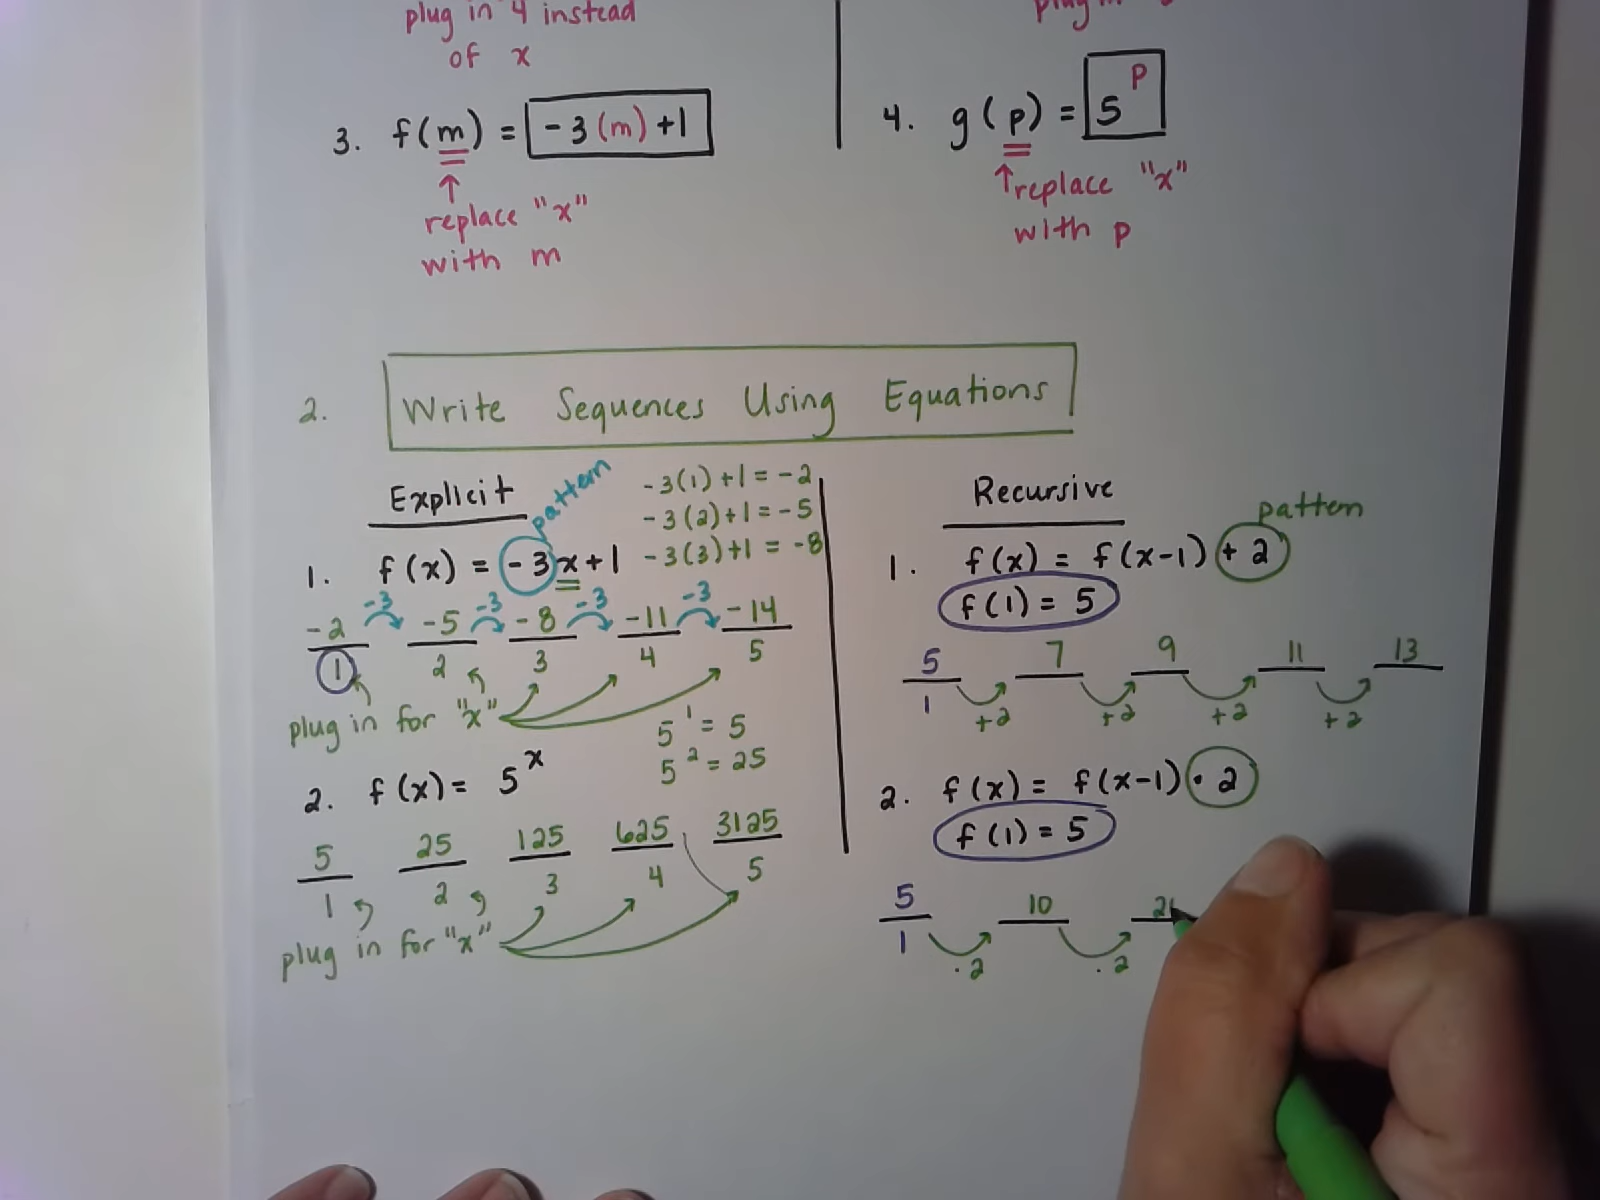 plug in 4 instead
of x
3. f(m) = -3(m)+1
replace "x"
with m
plug in
4. g(p) = 5^p
replace "x"
with p
2. Write Sequences Using Equations
Explicit
pattern
-3(1)+1 = -2
-3(2)+1 = -5
-3(3)+1 = -8
1. f(x) = -3x+1
-3 -3 -3 -3
-2 -5 -8 -11 -14
1 2 3 4 5
plug in for "x"
5^1 = 5
5^2 = 25
2. f(x) = 5^x
5 25 125 625 3125
1 2 3 4 5
plug in for "x"
Recursive
pattern
1. f(x) = f(x-1) + 2
f(1) = 5
5 7 9 11 13
1 +2 +2 +2 +2
2. f(x) = f(x-1) · 2
f(1) = 5
5 10
1 ·2 ·2